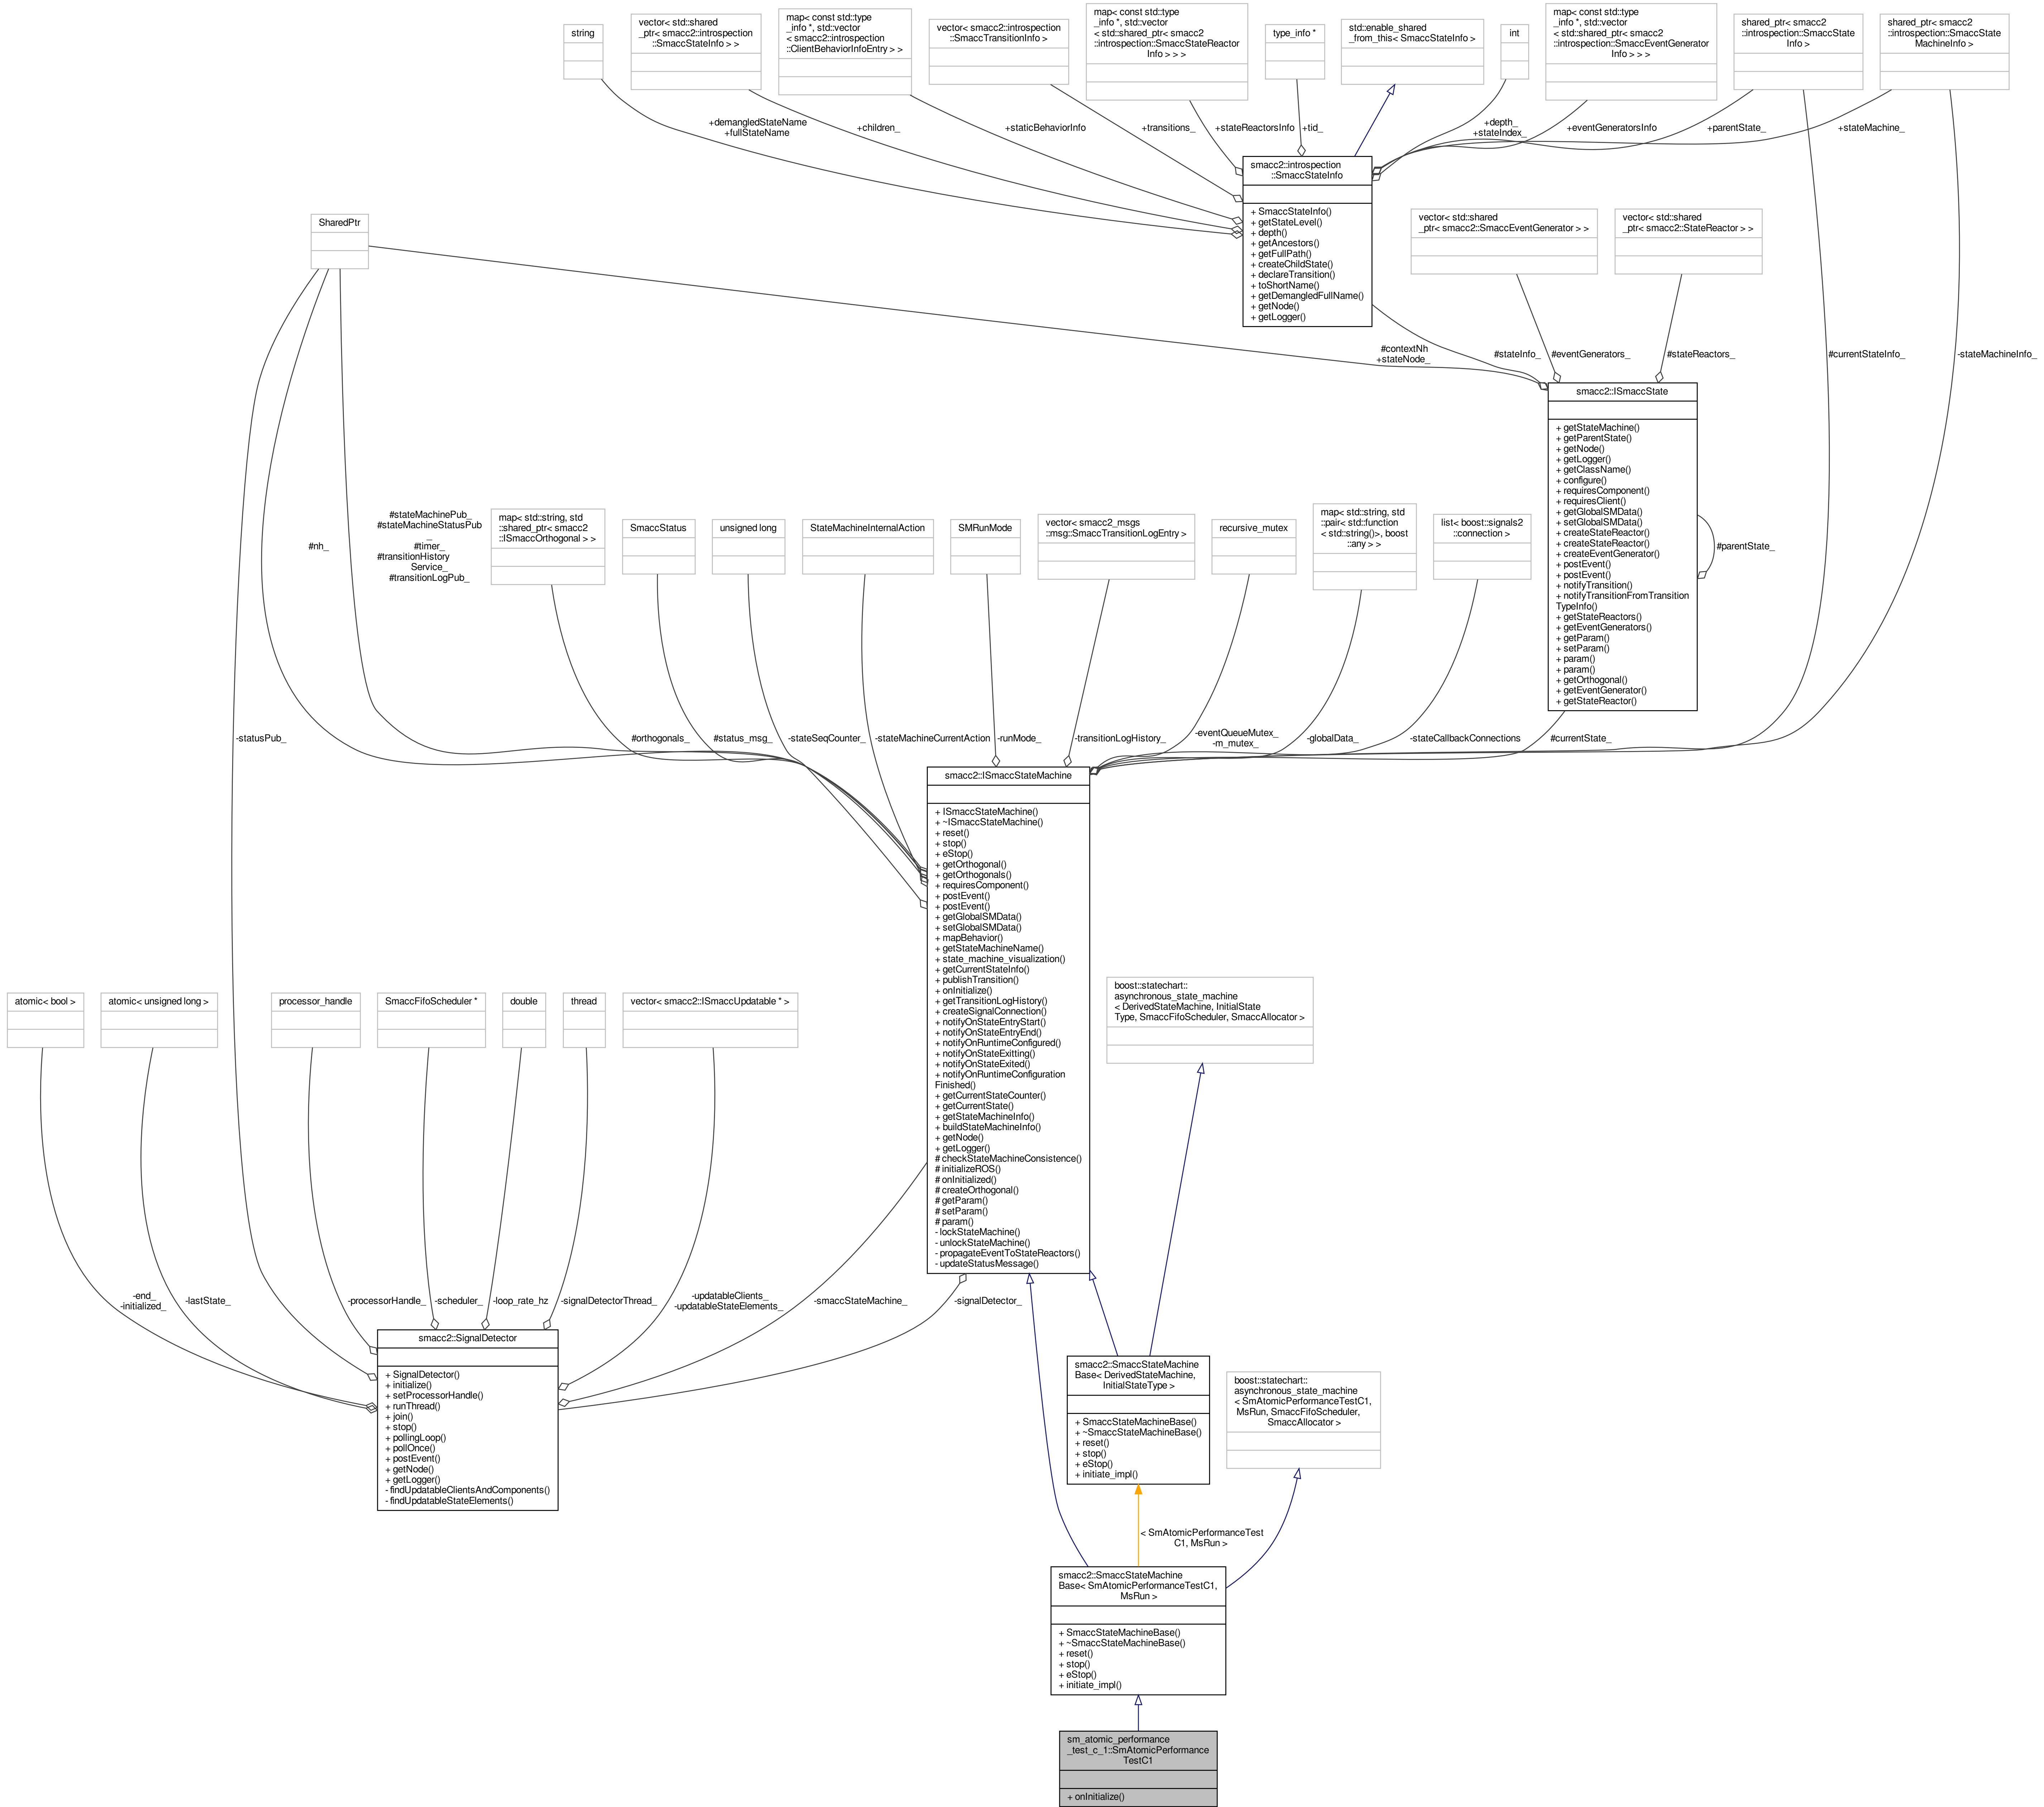 string
vector< std::shared
_ptr< smacc2::introspection
::SmaccStateInfo > >
map< const std::type
_info *, std::vector
< smacc2::introspection
::ClientBehaviorInfoEntry > >
vector< smacc2::introspection
::SmaccTransitionInfo >
map< const std::type
_info *, std::vector
< std::shared_ptr< smacc2
::introspection::SmaccStateReactor
Info > > >
type_info *
std::enable_shared
_from_this< SmaccStateInfo >
int
map< const std::type
_info *, std::vector
< std::shared_ptr< smacc2
::introspection::SmaccEventGenerator
Info > > >
shared_ptr< smacc2
::introspection::SmaccState
Info >
shared_ptr< smacc2
::introspection::SmaccState
MachineInfo >
+demangledStateName
+fullStateName
+children_
+staticBehaviorInfo
+transitions_
+stateReactorsInfo
+tid_
+depth_
+stateIndex_
+eventGeneratorsInfo
+parentState_
+stateMachine_
smacc2::introspection
::SmaccStateInfo
+ SmaccStateInfo()
+ getStateLevel()
+ depth()
+ getAncestors()
+ getFullPath()
+ createChildState()
+ declareTransition()
+ toShortName()
+ getDemangledFullName()
+ getNode()
+ getLogger()
SharedPtr
vector< std::shared
_ptr< smacc2::SmaccEventGenerator > >
vector< std::shared
_ptr< smacc2::StateReactor > >
#contextNh
+stateNode_
#stateInfo_
#eventGenerators_
#stateReactors_
#currentStateInfo_
-stateMachineInfo_
smacc2::ISmaccState
+ getStateMachine()
+ getParentState()
+ getNode()
+ getLogger()
+ getClassName()
+ configure()
+ requiresComponent()
+ requiresClient()
+ getGlobalSMData()
+ setGlobalSMData()
+ createStateReactor()
+ createStateReactor()
+ createEventGenerator()
+ postEvent()
+ postEvent()
+ notifyTransition()
+ notifyTransitionFromTransition
TypeInfo()
+ getStateReactors()
+ getEventGenerators()
+ getParam()
+ setParam()
+ param()
+ param()
+ getOrthogonal()
+ getEventGenerator()
+ getStateReactor()
#parentState_
#nh_
#stateMachinePub_
#stateMachineStatusPub
_
#timer_
#transitionHistory
Service_
#transitionLogPub_
map< std::string, std
::shared_ptr< smacc2
::ISmaccOrthogonal > >
SmaccStatus
unsigned long
StateMachineInternalAction
SMRunMode
vector< smacc2_msgs
::msg::SmaccTransitionLogEntry >
recursive_mutex
map< std::string, std
::pair< std::function
< std::string()>, boost
::any > >
list< boost::signals2
::connection >
-statusPub_
#orthogonals_
#status_msg_
-stateSeqCounter_
-stateMachineCurrentAction
-runMode_
-transitionLogHistory_
-eventQueueMutex_
-m_mutex_
-globalData_
-stateCallbackConnections
#currentState_
smacc2::ISmaccStateMachine
+ ISmaccStateMachine()
+ ~ISmaccStateMachine()
+ reset()
+ stop()
+ eStop()
+ getOrthogonal()
+ getOrthogonals()
+ requiresComponent()
+ postEvent()
+ postEvent()
+ getGlobalSMData()
+ setGlobalSMData()
+ mapBehavior()
+ getStateMachineName()
+ state_machine_visualization()
+ getCurrentStateInfo()
+ publishTransition()
+ onInitialize()
+ getTransitionLogHistory()
+ createSignalConnection()
+ notifyOnStateEntryStart()
+ notifyOnStateEntryEnd()
+ notifyOnRuntimeConfigured()
+ notifyOnStateExitting()
+ notifyOnStateExited()
+ notifyOnRuntimeConfiguration
Finished()
+ getCurrentStateCounter()
+ getCurrentState()
+ getStateMachineInfo()
+ buildStateMachineInfo()
+ getNode()
+ getLogger()
# checkStateMachineConsistence()
# initializeROS()
# onInitialized()
# createOrthogonal()
# getParam()
# setParam()
# param()
- lockStateMachine()
- unlockStateMachine()
- propagateEventToStateReactors()
- updateStatusMessage()
atomic< bool >
atomic< unsigned long >
processor_handle
SmaccFifoScheduler *
double
thread
vector< smacc2::ISmaccUpdatable * >
boost::statechart::
asynchronous_state_machine
< DerivedStateMachine, InitialState
Type, SmaccFifoScheduler, SmaccAllocator >
-end_
-initialized_
-lastState_
-processorHandle_
-scheduler_
-loop_rate_hz
-signalDetectorThread_
-updatableClients_
-updatableStateElements_
-smaccStateMachine_
-signalDetector_
smacc2::SignalDetector
+ SignalDetector()
+ initialize()
+ setProcessorHandle()
+ runThread()
+ join()
+ stop()
+ pollingLoop()
+ pollOnce()
+ postEvent()
+ getNode()
+ getLogger()
- findUpdatableClientsAndComponents()
- findUpdatableStateElements()
smacc2::SmaccStateMachine
Base< DerivedStateMachine,
InitialStateType >
+ SmaccStateMachineBase()
+ ~SmaccStateMachineBase()
+ reset()
+ stop()
+ eStop()
+ initiate_impl()
boost::statechart::
asynchronous_state_machine
< SmAtomicPerformanceTestC1,
MsRun, SmaccFifoScheduler,
SmaccAllocator >
< SmAtomicPerformanceTest
C1, MsRun >
smacc2::SmaccStateMachine
Base< SmAtomicPerformanceTestC1,
MsRun >
+ SmaccStateMachineBase()
+ ~SmaccStateMachineBase()
+ reset()
+ stop()
+ eStop()
+ initiate_impl()
sm_atomic_performance
_test_c_1::SmAtomicPerformance
TestC1
+ onInitialize()